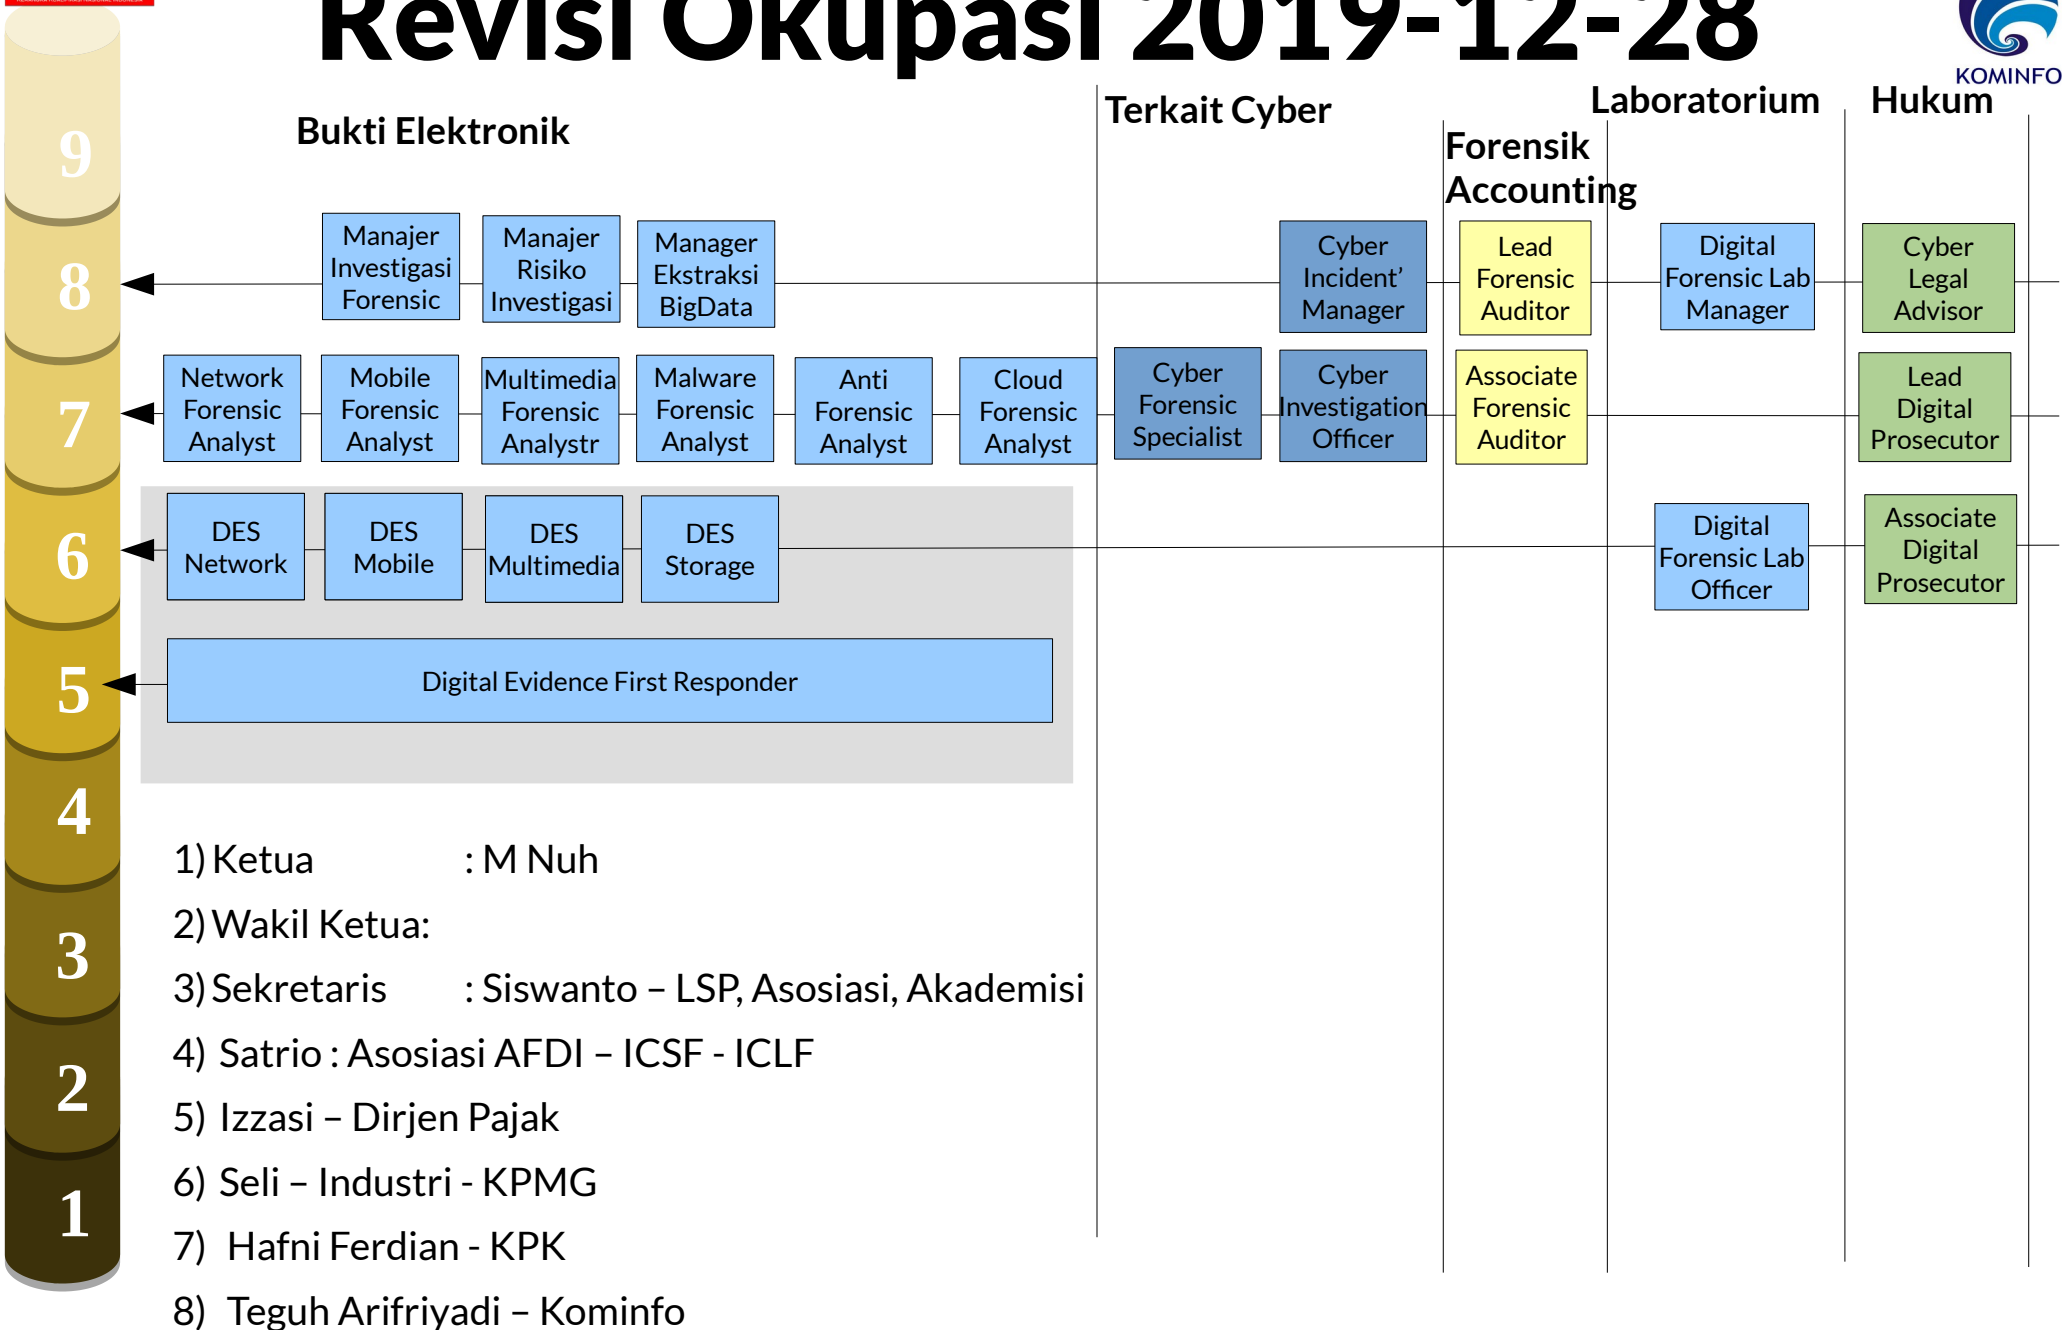 Revisi Okupasi 2019-12-28
KOMINFO
Bukti Elektronik
Terkait Cyber
Forensik
Accounting
Laboratorium
Hukum
9
8
Manajer
Investigasi
Forensic
Manajer
Risiko
Investigasi
Manager
Ekstraksi
BigData
Cyber
Incident’
Manager
Lead
Forensic
Auditor
Digital
Forensic Lab
Manager
Cyber
Legal
Advisor
7
Network
Forensic
Analyst
Mobile
Forensic
Analyst
Multimedia
Forensic
Analystr
Malware
Forensic
Analyst
Anti
Forensic
Analyst
Cloud
Forensic
Analyst
Cyber
Forensic
Specialist
Cyber
Investigation
Officer
Associate
Forensic
Auditor
Lead
Digital
Prosecutor
6
DES
Network
DES
Mobile
DES
Multimedia
DES
Storage
Digital
Forensic Lab
Officer
Associate
Digital
Prosecutor
5
Digital Evidence First Responder
4
3
2
1
1) Ketua : M Nuh
2) Wakil Ketua:
3) Sekretaris : Siswanto – LSP, Asosiasi, Akademisi
4) Satrio : Asosiasi AFDI – ICSF - ICLF
5) Izzasi – Dirjen Pajak
6) Seli – Industri - KPMG
7) Hafni Ferdian - KPK
8) Teguh Arifriyadi – Kominfo